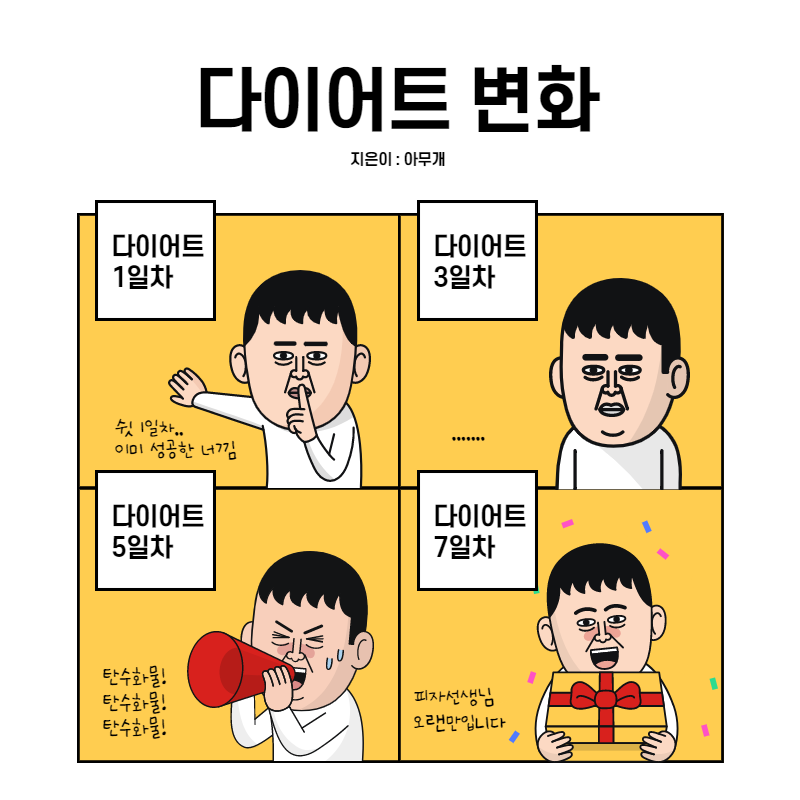 다이어트 변화
지은이 : 아무개
다이어트
1일차
쉿 1일차..
이미 성공한 너낌
다이어트
3일차
.......
다이어트
5일차
탄수화물!
탄수화물!
탄수화물!
다이어트
7일차
피자선생님
오랜만입니다